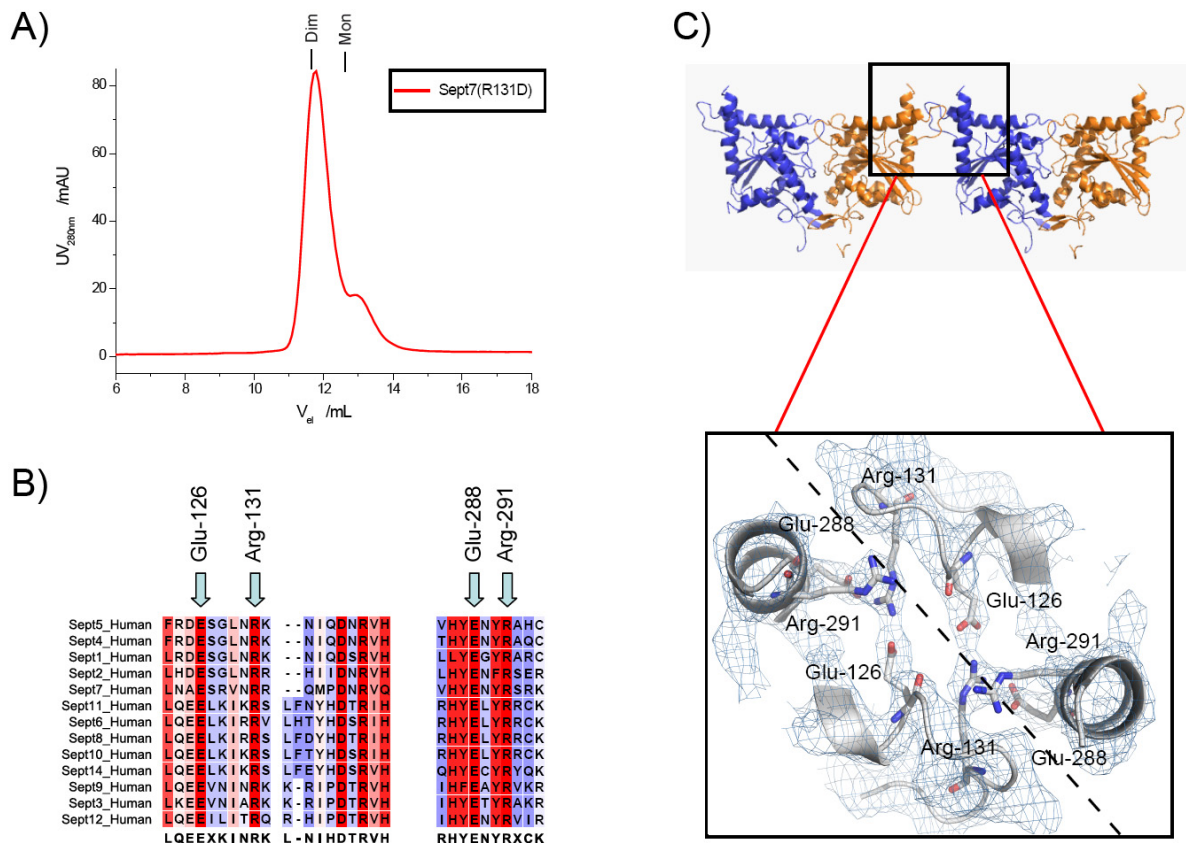 A)
Dim
Mon
Sept7(R131D)
80
60
40
20
0
UV280nm /mAU
6
8
10
12
14
16
18
Vel /mL
B)
Glu-126
Arg-131
Glu-288
Arg-291
Sept5_Human FRDESGLNRK --NIQDNRVH VHYENYRAHC
Sept4_Human FRDESGLNRK --NIQDNRVH THYENYRAQC
Sept1_Human LRDESGLNRK --NIQDSRVH LLYEGYRARC
Sept2_Human LHDESGLNRR --HIIDNRVH RHYENFRSER
Sept7_Human LNAESRVNRR --QMPDNRVQ VHYENYRSRK
Sept11_Human LQEELKIKRS LFNYHDTRIH RHYELYRRCK
Sept6_Human LQEELKIRRV LHTYHDSRIH RHYELYRRCK
Sept8_Human LQEELKIRRS LFDYHDTRIH RHYELYRRCK
Sept10_Human LQEELKIKRS LFTYHDSRIH RHYELYRRCK
Sept14_Human LQEELKIKRS LFEYHDSRVH QHYECYRYQK
Sept9_Human LQEEVNINRK K-RIPDTRVH IHFEAYRVKR
Sept3_Human LKEEVNIARK K-RIPDTRVH IHYETYRAKR
Sept12_Human LQEEILITRQ R-HIPDTRVH IHYENYRVIR
LQEEXKINRK L-NIHDTRVH RHYENYRXCK
C)
Arg-131
Glu-288
Glu-126
Arg-291
Arg-291
Glu-126
Arg-131
Glu-288